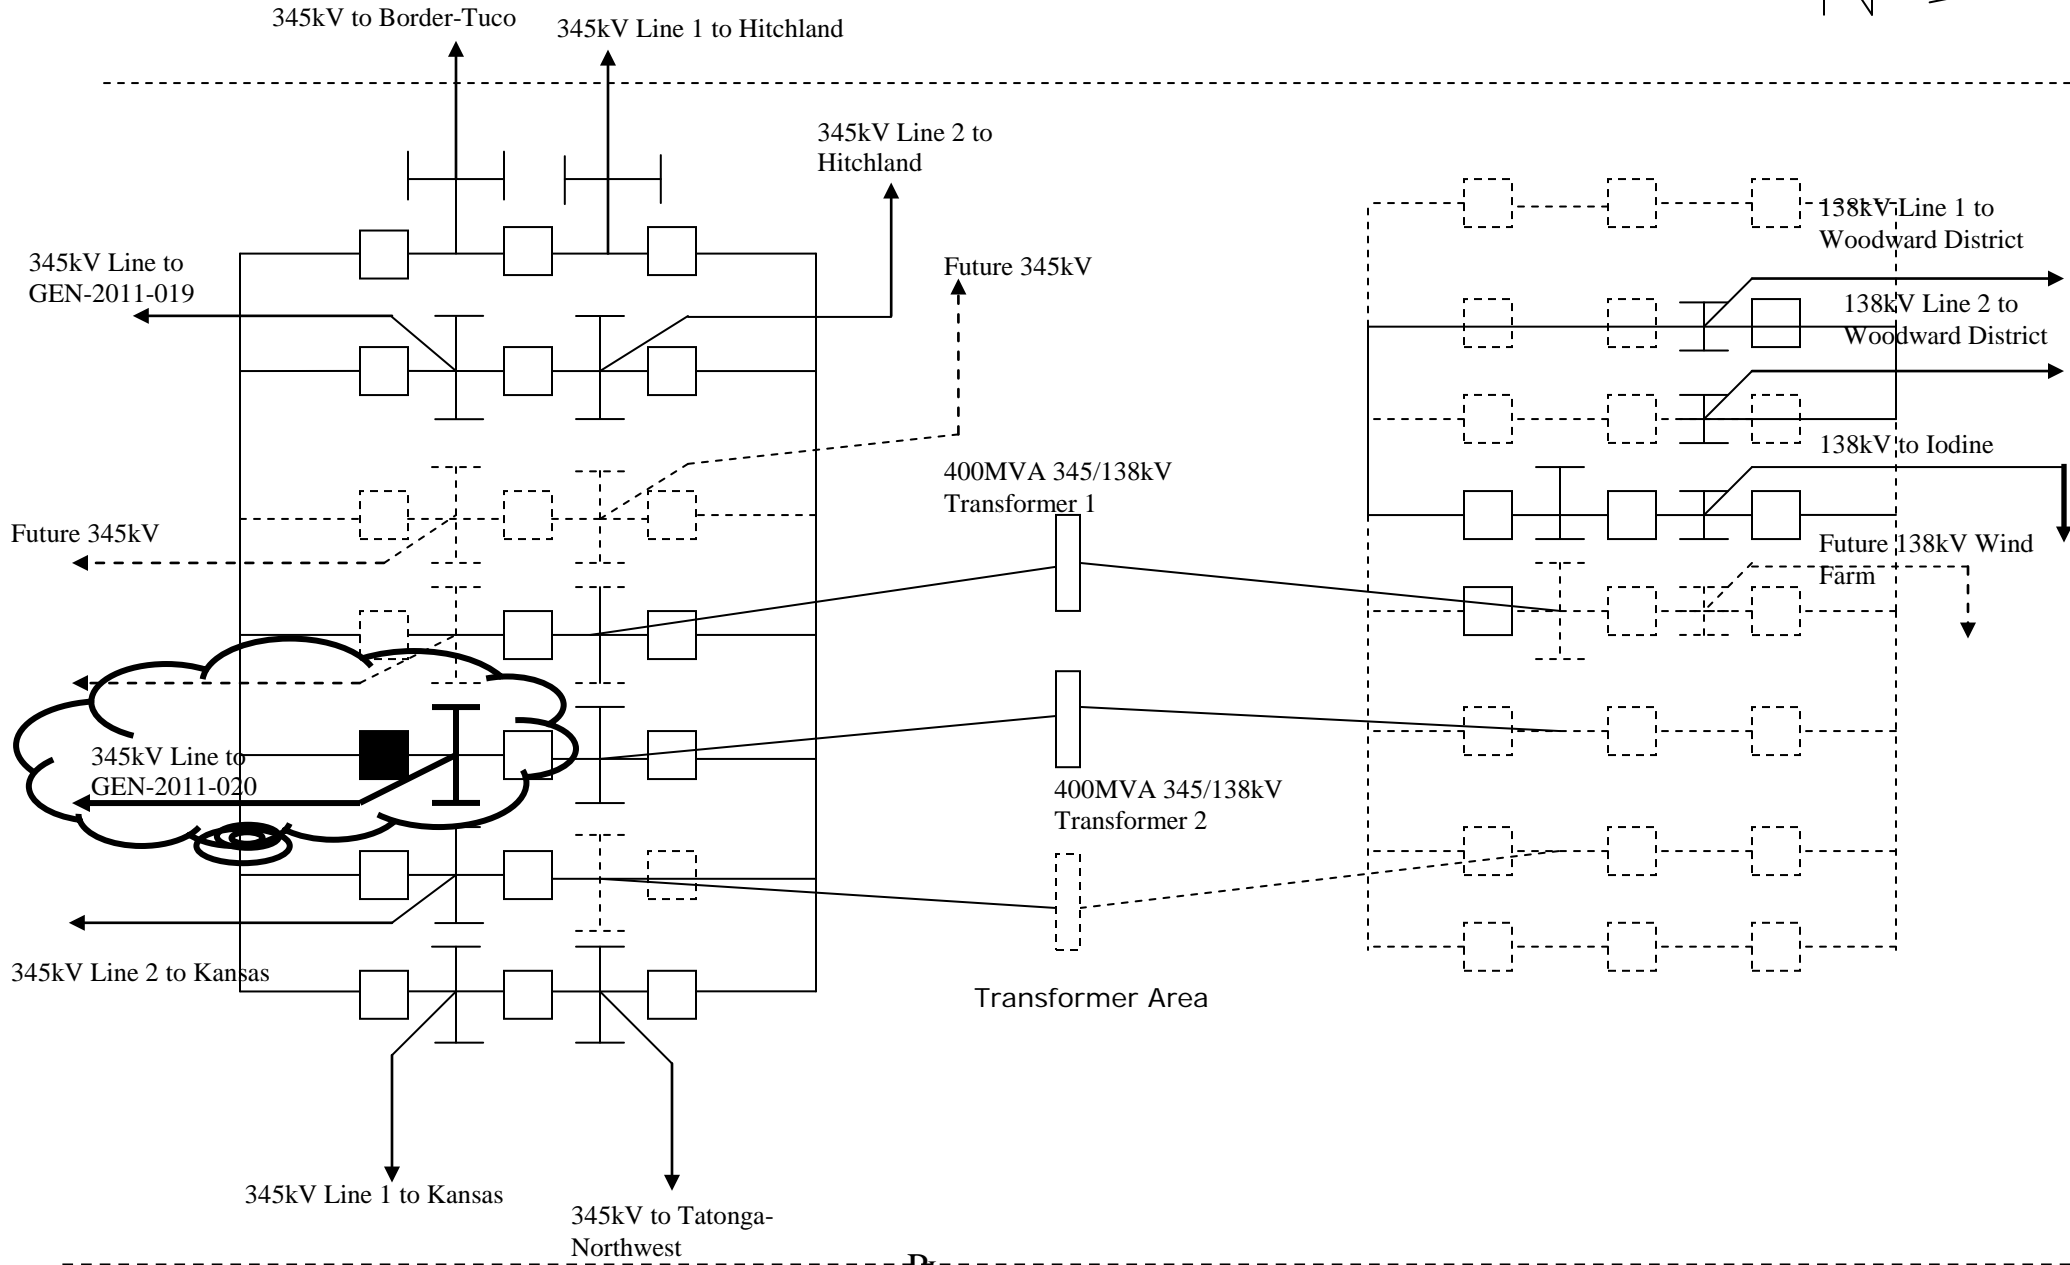 345kV to Border-Tuco
345kV Line 1 to Hitchland
345kV Line 2 to
Hitchland
138kV Line 1 to
Woodward District
345kV Line to
GEN-2011-019
Future 345kV
138kV Line 2 to
Woodward District
138kV to Iodine
400MVA 345/138kV
Transformer 1
Future 345kV
Future 138kV Wind
Farm
345kV Line to
GEN-2011-020
400MVA 345/138kV
Transformer 2
345kV Line 2 to Kansas
Transformer Area
345kV Line 1 to Kansas
345kV to Tatonga-
Northwest